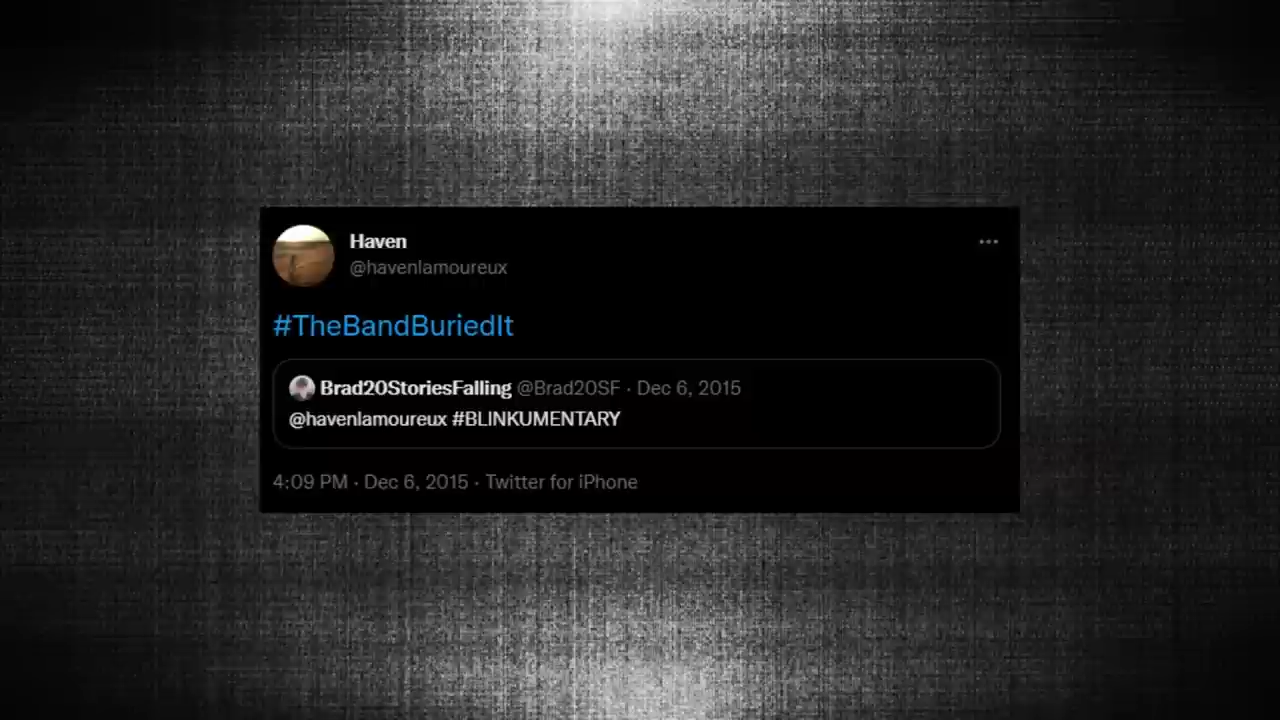 Haven
@havenlamoureux
#TheBandBuriedIt
Brad20StoriesFalling @Brad20SF · Dec 6, 2015
@havenlamoureux #BLINKUMENTARY
4:09 PM · Dec 6, 2015 · Twitter for iPhone